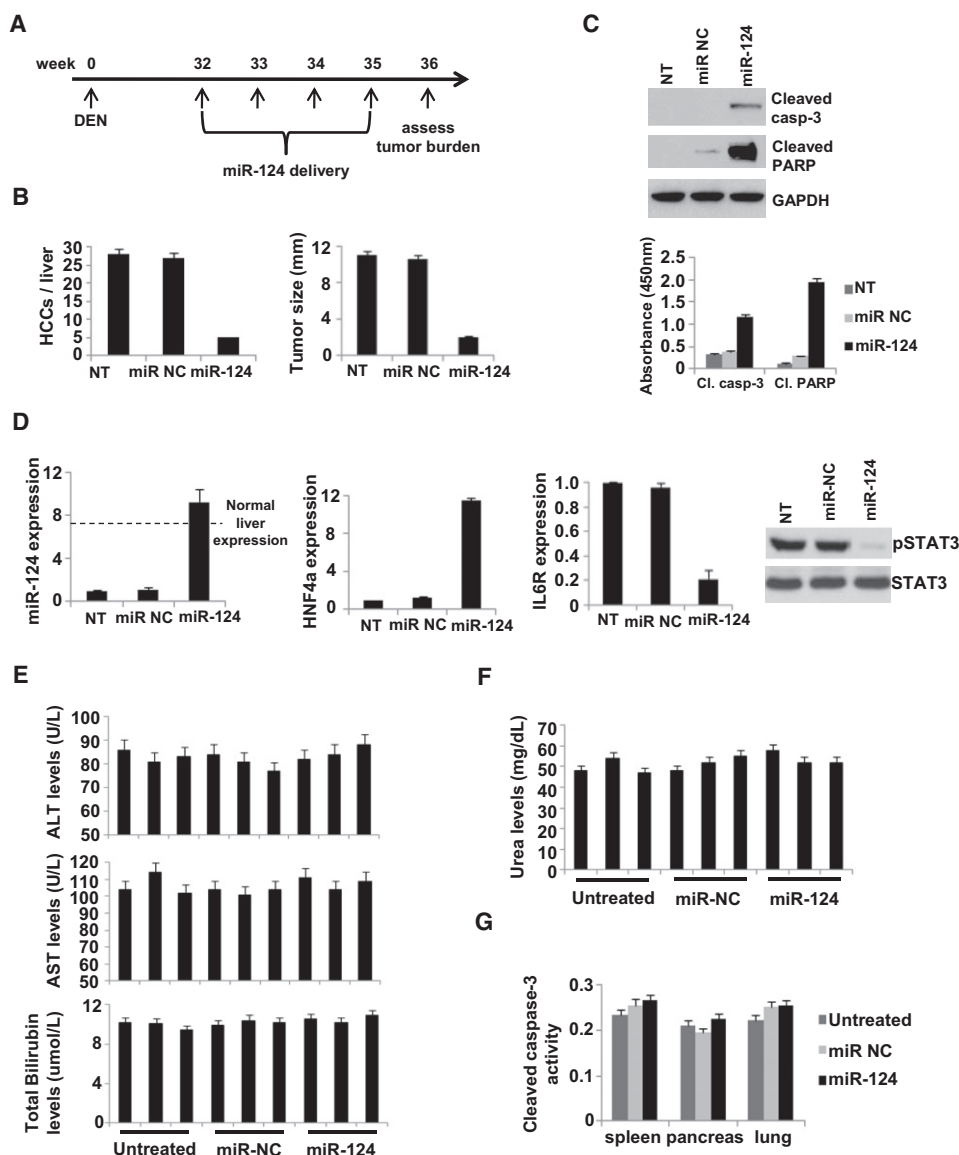 A
week 0 32 33 34 35 36
DEN
miR-124 delivery
assess
tumor burden
B
HCCs / liver
30
25
20
15
10
5
0
NT miR NC miR-124
Tumor size (mm)
12
8
4
0
NT miR NC miR-124
C
NT miR NC miR-124
Cleaved
casp-3
Cleaved
PARP
GAPDH
Absorbance (450nm)
2.5
2.0
1.5
1.0
0.5
0
Cl. casp-3 Cl. PARP
NT
miR NC
miR-124
D
miR-124 expression
12
8
4
0
NT miR NC miR-124
Normal
liver
expression
HNF4a expression
12
8
4
0
NT miR NC miR-124
IL6R expression
1.0
0.8
0.6
0.4
0.2
0
NT miR NC miR-124
NT miR-NC miR-124
pSTAT3
STAT3
E
ALT levels (U/L)
100
90
80
70
60
50
AST levels (U/L)
120
110
100
90
80
70
60
50
Total Bilirubin
levels (umol/L)
12
9
6
3
0
Untreated miR-NC miR-124
F
Urea levels (mg/dL)
70
60
50
40
30
20
10
0
Untreated miR-NC miR-124
G
Cleaved caspase-3
activity
0.3
0.2
0.1
0
spleen pancreas lung
Untreated
miR NC
miR-124